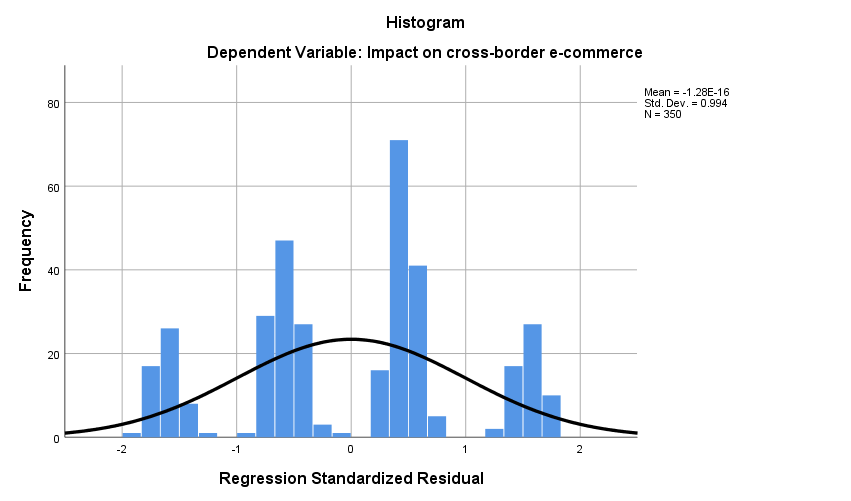 Histogram
Dependent Variable: Impact on cross-border e-commerce
Mean = -1.28E-16
Std. Dev. = 0.994
N = 350
Frequency
80
60
40
20
0
-2
-1
0
1
2
Regression Standardized Residual